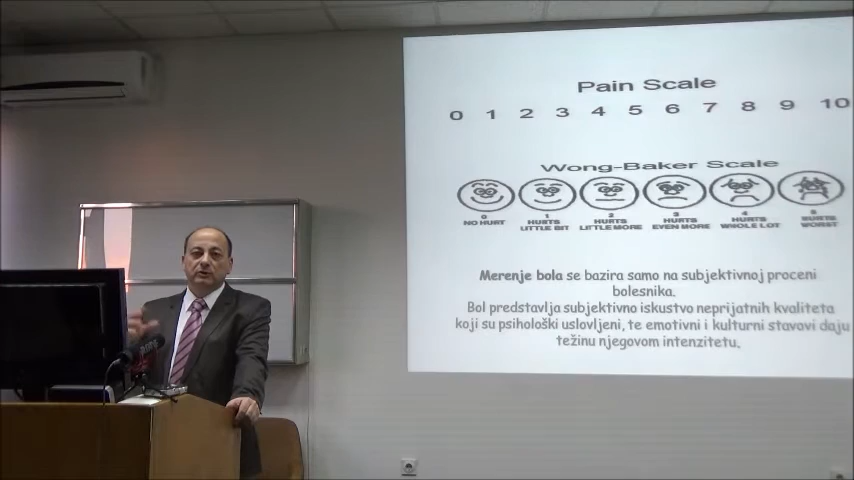 Pain Scale
0 1 2 3 4 5 6 7 8 9 10
Wong-Baker Scale
0 1 2 3 4 5
NO HURT HURTS LITTLE BIT HURTS LITTLE MORE HURTS EVEN MORE HURTS WHOLE LOT HURTS WORST
Merenje bola se bazira samo na subjektivnoj proceni
bolesnika.
Bol predstavlja subjektivno iskustvo neprijatnih kvaliteta
koji su psihološki uslovljeni, te emotivni i kulturni stavovi daju
težinu njegovom intenzitetu.